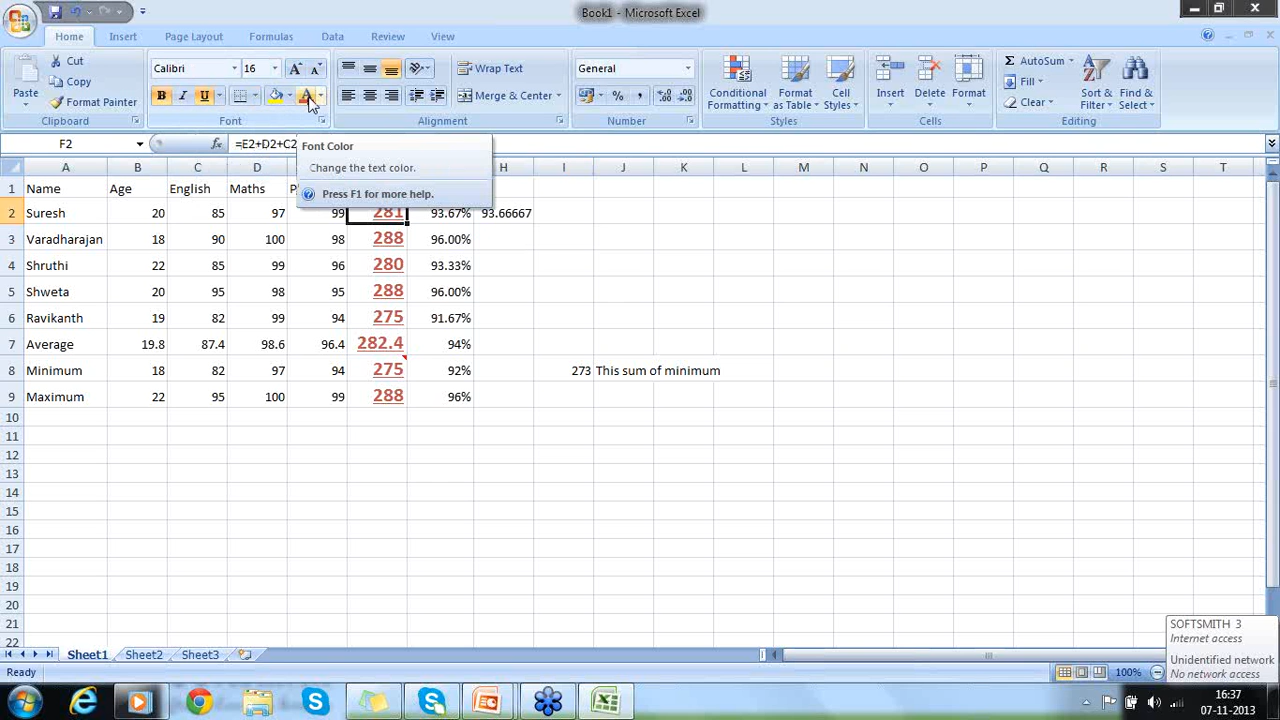 Book1 - Microsoft Excel
Home Insert Page Layout Formulas Data Review View
Paste
Cut
Copy
Format Painter
Clipboard
Calibri 16
B I U A
Font
Wrap Text
Merge & Center
Alignment
General
% ,
Number
Conditional Formatting
Format as Table
Cell Styles
Styles
Insert
Delete
Format
Cells
Σ AutoSum
Fill
Clear
Sort & Filter
Find & Select
Editing
F2 fx =E2+D2+C2
Font Color
Change the text color.
Press F1 for more help.
A B C D H I J K L M N O P Q R S T
1 Name Age English Maths P
2 Suresh 20 85 97 99 281 93.67% 93.66667
3 Varadharajan 18 90 100 98 288 96.00%
4 Shruthi 22 85 99 96 280 93.33%
5 Shweta 20 95 98 95 288 96.00%
6 Ravikanth 19 82 99 94 275 91.67%
7 Average 19.8 87.4 98.6 96.4 282.4 94%
8 Minimum 18 82 97 94 275 92% 273 This sum of minimum
9 Maximum 22 95 100 99 288 96%
10
11
12
13
14
15
16
17
18
19
20
21
22
Sheet1 Sheet2 Sheet3
Ready
100%
SOFTSMITH 3
Internet access
Unidentified network
No network access
16:37
07-11-2013